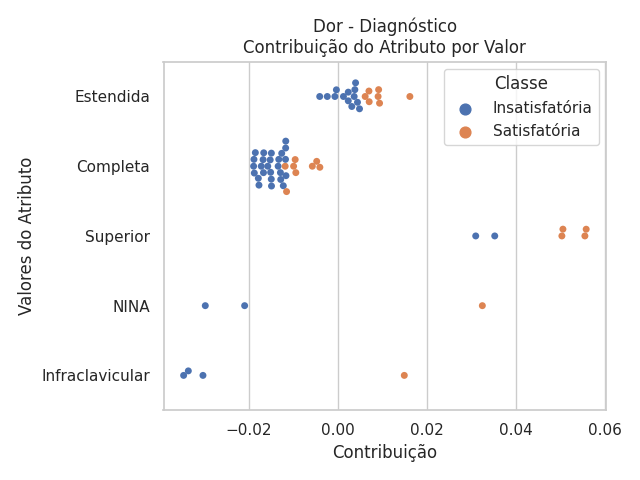 Dor - Diagnóstico
Contribuição do Atributo por Valor
Classe
Insatisfatória
Satisfatória
Valores do Atributo
Estendida
Completa
Superior
NINA
Infraclavicular
−0.02 0.00 0.02 0.04 0.06
Contribuição